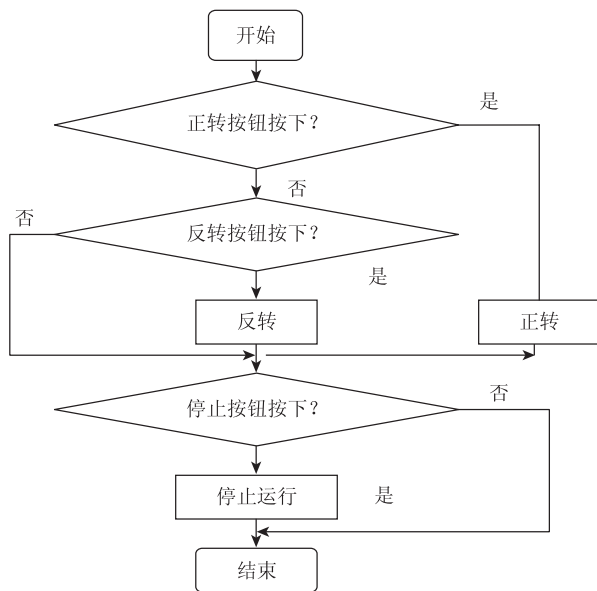 开始
正转按钮按下?
是
否
否
反转按钮按下?
是
反转
正转
停止按钮按下?
否
停止运行
是
结束